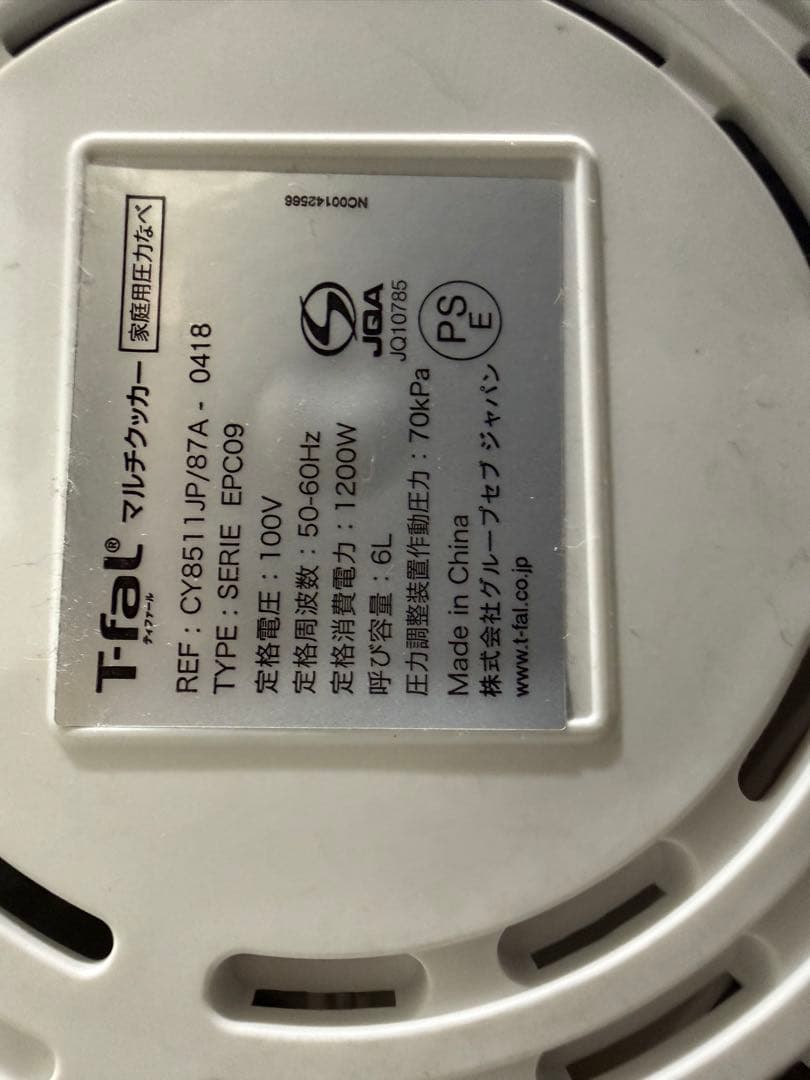 T-fal® マルチクッカー 家庭用圧力なべ
ティファール
REF : CY8511JP/87A - 0418
TYPE : SERIE EPC09
定格電圧 : 100V
定格周波数 : 50-60Hz
定格消費電力 : 1200W
呼び容量 : 6L
圧力調整装置作動圧力 : 70kPa
Made in China
株式会社グループセブ ジャパン
www.t-fal.co.jp
NC00142566
JQA
JQ10785
PS
E